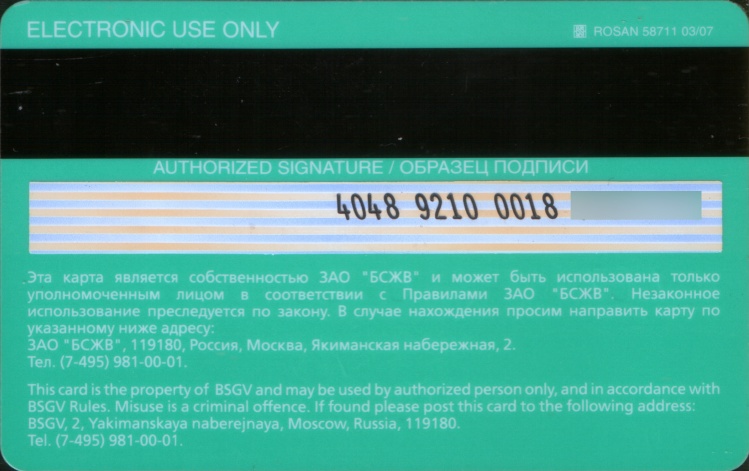 ELECTRONIC USE ONLY
ROSAN 58711 03/07
AUTHORIZED SIGNATURE / ОБРАЗЕЦ ПОДПИСИ
4048 9210 0018
Эта карта является собственностью ЗАО "БСЖВ" и может быть использована только
уполномоченным лицом в соответствии с Правилами ЗАО "БСЖВ". Незаконное
использование преследуется по закону. В случае нахождения просим направить карту по
указанному ниже адресу:
ЗАО "БСЖВ", 119180, Россия, Москва, Якиманская набережная, 2.
Тел. (7-495) 981-00-01.
This card is the property of BSGV and may be used by authorized person only, and in accordance with
BSGV Rules. Misuse is a criminal offence. If found please post this card to the following address:
BSGV, 2, Yakimanskaya naberejnaya, Moscow, Russia, 119180.
Tel. (7-495) 981-00-01.